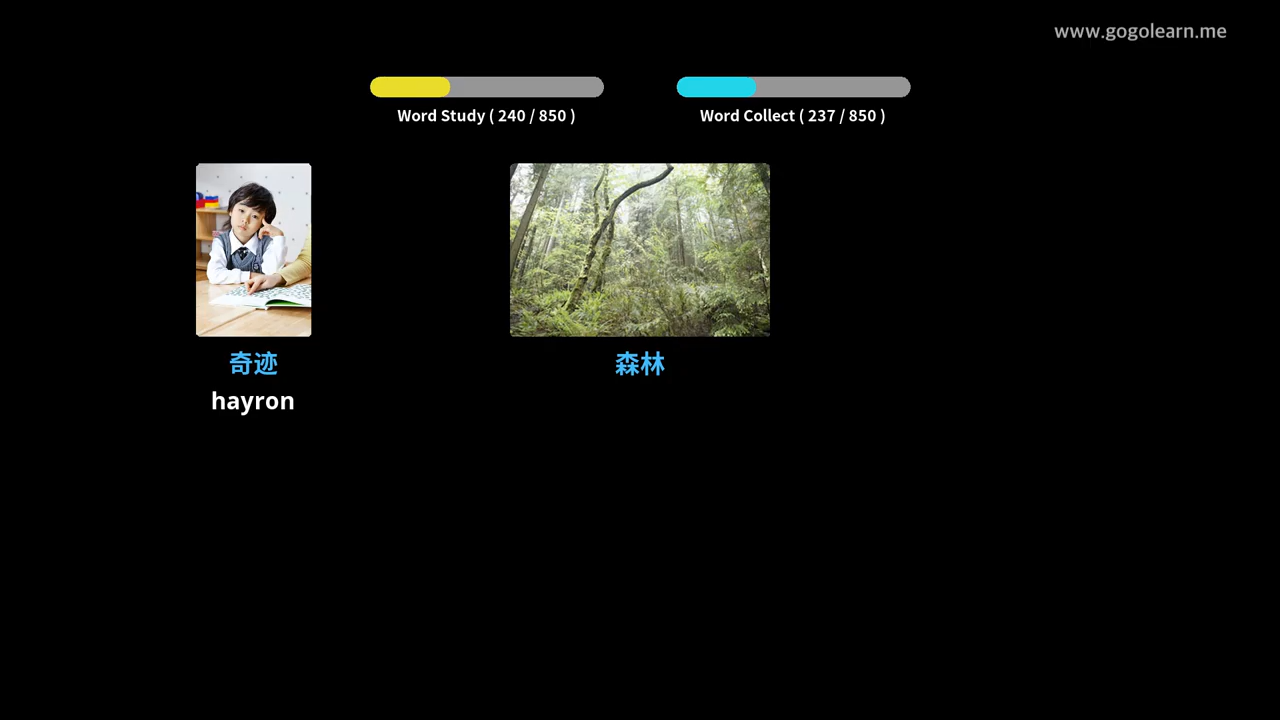 www.gogolearn.me
Word Study ( 240 / 850 )
Word Collect ( 237 / 850 )
奇迹
森林
hayron